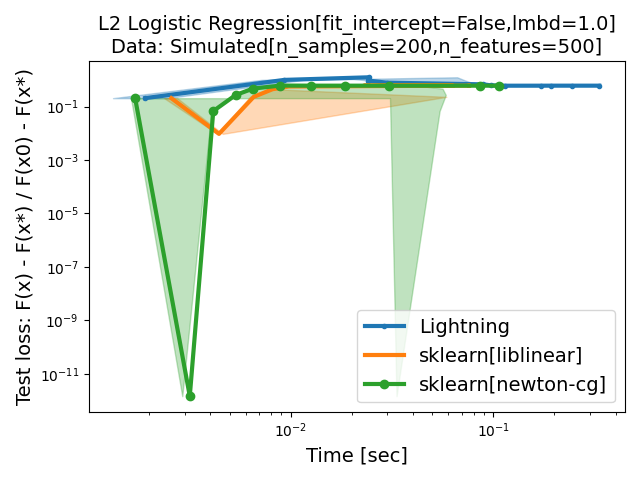 L2 Logistic Regression[fit_intercept=False,lmbd=1.0]
Data: Simulated[n_samples=200,n_features=500]
Test loss: F(x) - F(x*) / F(x0) - F(x*)
10⁻¹
10⁻³
10⁻⁵
10⁻⁷
10⁻⁹
10⁻¹¹
Lightning
sklearn[liblinear]
sklearn[newton-cg]
10⁻² 10⁻¹
Time [sec]